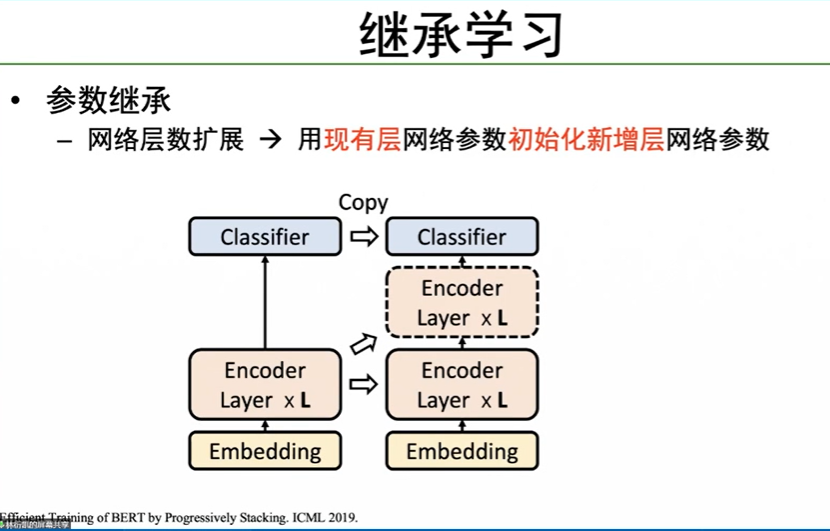 继承学习
• 参数继承
– 网络层数扩展 → 用现有层网络参数初始化新增层网络参数
Copy
Classifier
Classifier
Encoder
Layer x L
Encoder
Layer x L
Encoder
Layer x L
Embedding
Embedding
Efficient Training of BERT by Progressively Stacking. ICML 2019.
的屏幕共享